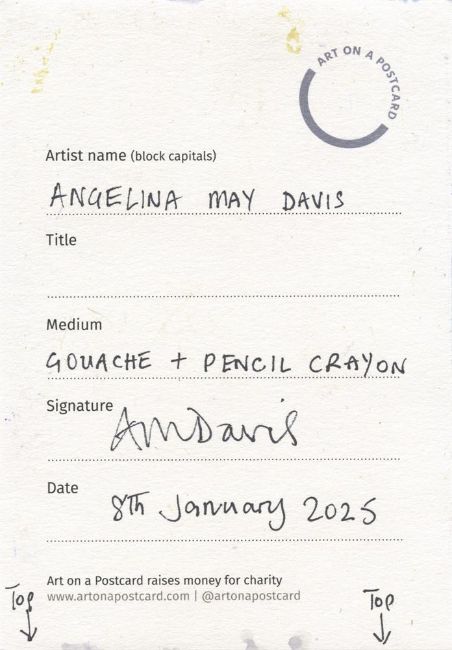 ART ON A POSTCARD
Artist name (block capitals)
ANGELINA MAY DAVIS
Title
Medium
GOUACHE + PENCIL CRAYON
Signature
AMDavis
Date
8th January 2025
Art on a Postcard raises money for charity
www.artonapostcard.com | @artonapostcard
Top
Top